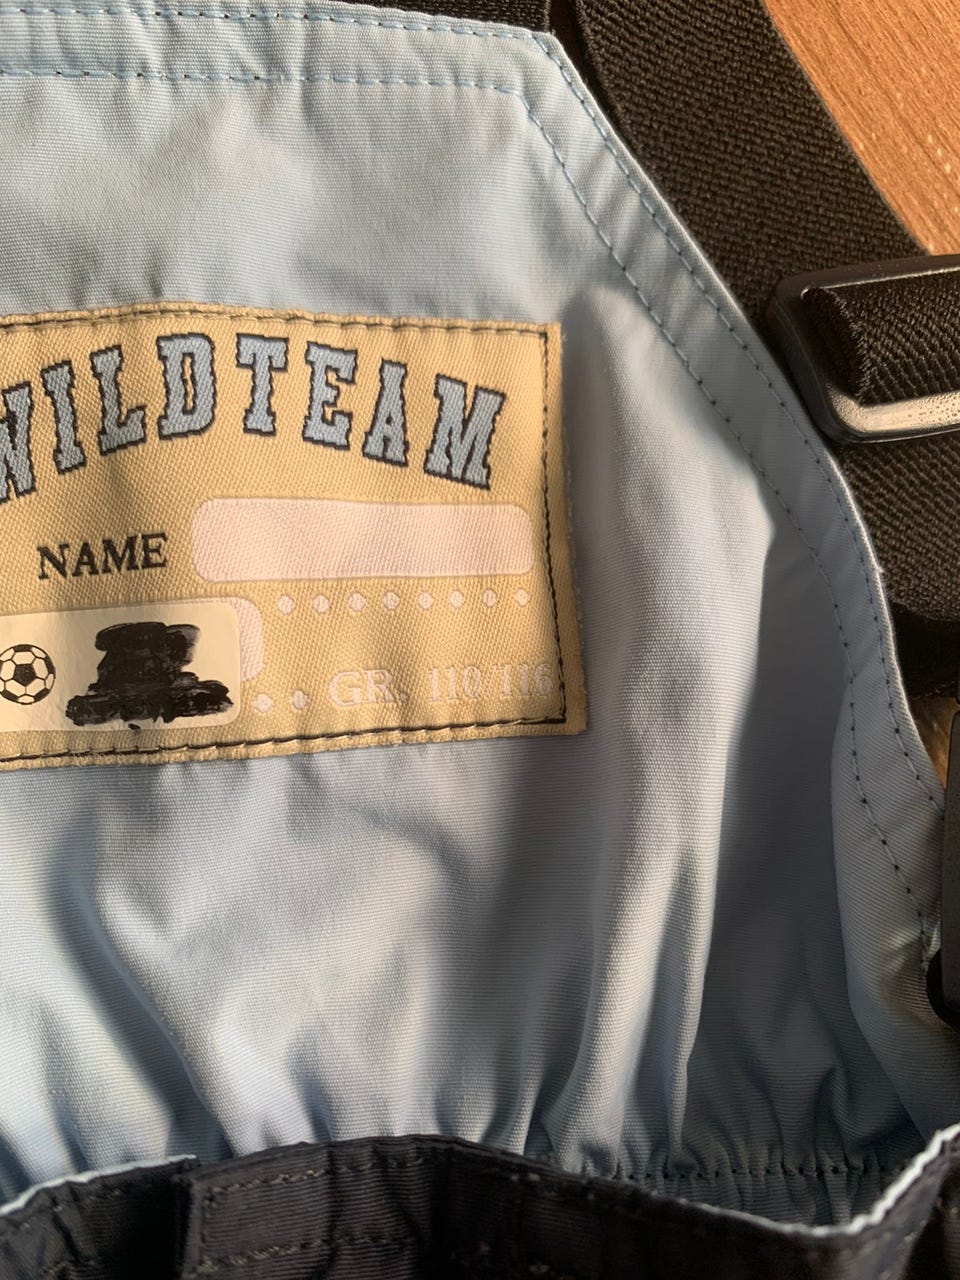 WILDTEAM
NAME
GR. 110/116